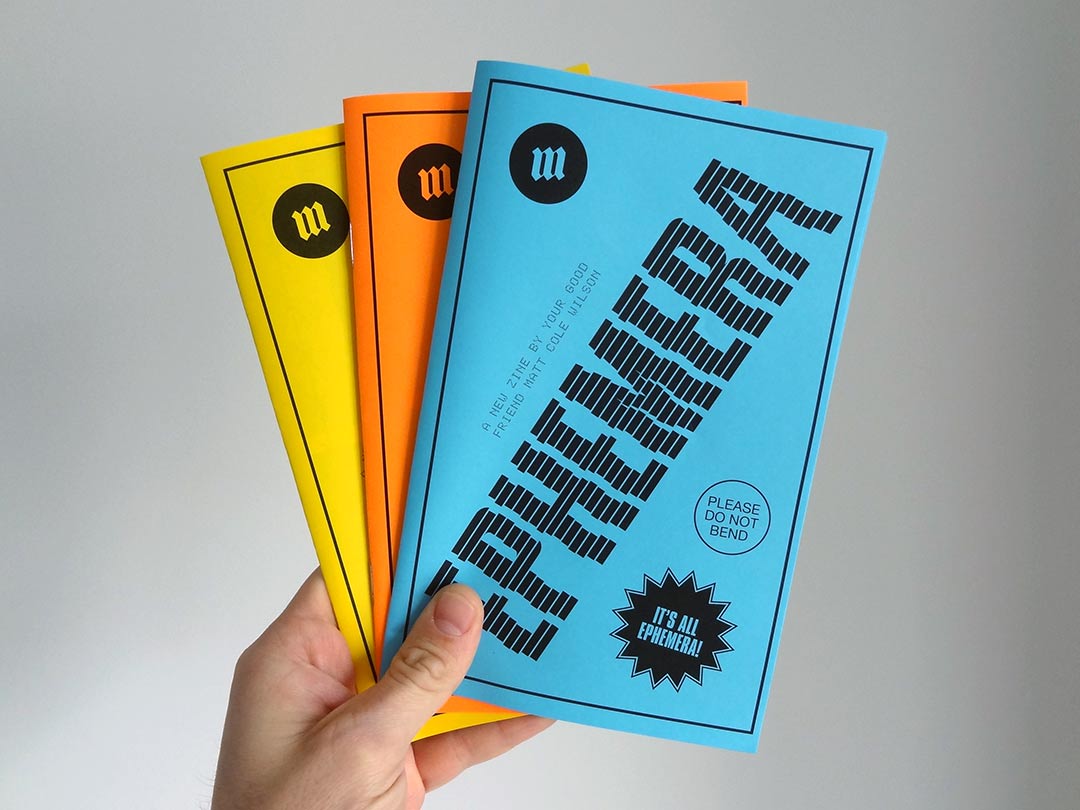 m
m
m
EPHEMERA
A NEW ZINE BY YOUR GOOD
FRIEND MATT COLE WILSON
PLEASE
DO NOT
BEND
IT'S ALL
EPHEMERA!